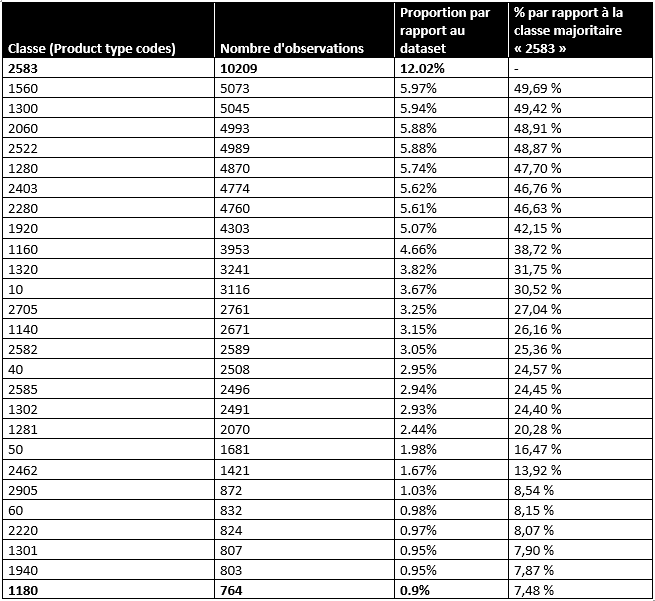 Classe (Product type codes) Nombre d'observations Proportion par rapport au dataset % par rapport à la classe majoritaire « 2583 »
2583 10209 12.02% -
1560 5073 5.97% 49,69 %
1300 5045 5.94% 49,42 %
2060 4993 5.88% 48,91 %
2522 4989 5.88% 48,87 %
1280 4870 5.74% 47,70 %
2403 4774 5.62% 46,76 %
2280 4760 5.61% 46,63 %
1920 4303 5.07% 42,15 %
1160 3953 4.66% 38,72 %
1320 3241 3.82% 31,75 %
10 3116 3.67% 30,52 %
2705 2761 3.25% 27,04 %
1140 2671 3.15% 26,16 %
2582 2589 3.05% 25,36 %
40 2508 2.95% 24,57 %
2585 2496 2.94% 24,45 %
1302 2491 2.93% 24,40 %
1281 2070 2.44% 20,28 %
50 1681 1.98% 16,47 %
2462 1421 1.67% 13,92 %
2905 872 1.03% 8,54 %
60 832 0.98% 8,15 %
2220 824 0.97% 8,07 %
1301 807 0.95% 7,90 %
1940 803 0.95% 7,87 %
1180 764 0.9% 7,48 %